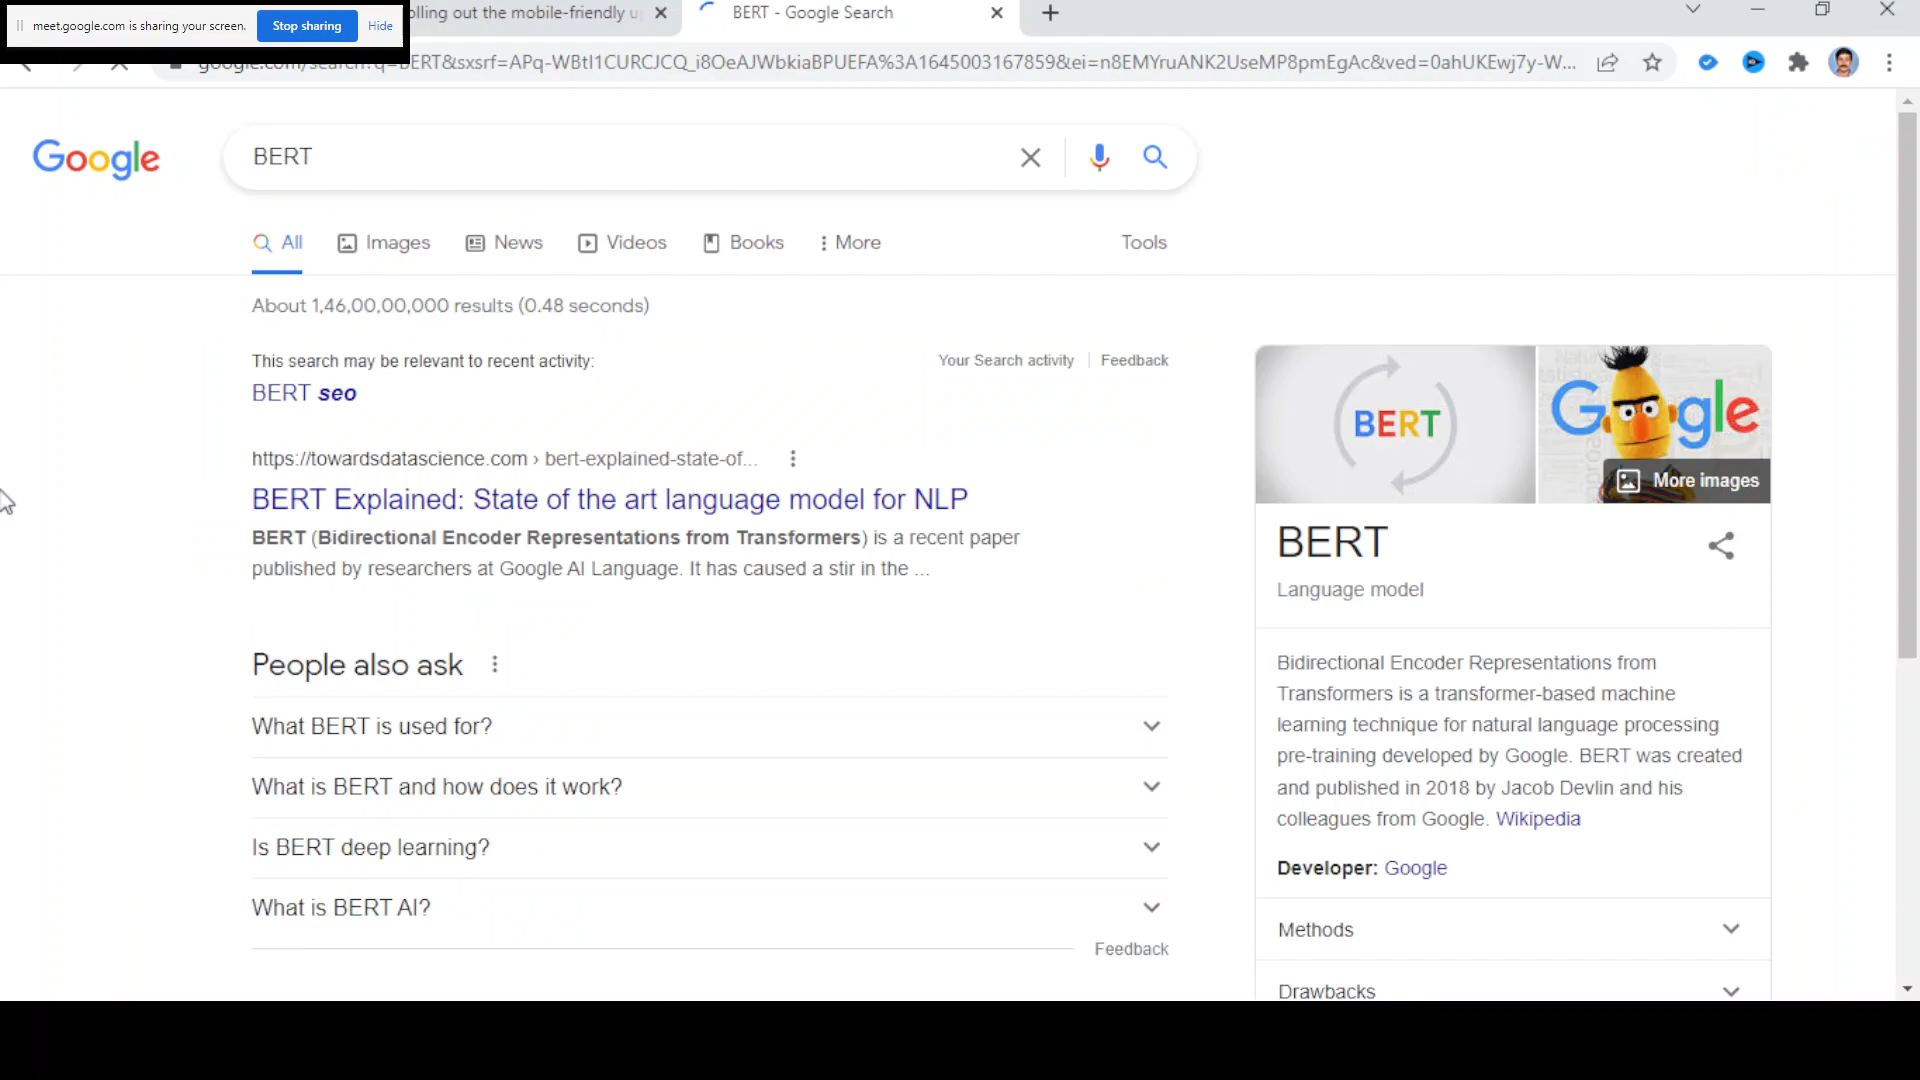 meet.google.com is sharing your screen. Stop sharing Hide
olling out the mobile-friendly u
BERT - Google Search
google.com/search?q=BERT&sxsrf=APq-WBtI1CURCJCQ_i8OeAJWbkiaBPUEFA%3A1645003167859&ei=n8EMYruANK2UseMP8pmEgAc&ved=0ahUKEwj7y-W...
Google
BERT
All Images News Videos Books More Tools
About 1,46,00,00,000 results (0.48 seconds)
This search may be relevant to recent activity: Your Search activity Feedback
BERT seo
https://towardsdatascience.com › bert-explained-state-of...
BERT Explained: State of the art language model for NLP
BERT (Bidirectional Encoder Representations from Transformers) is a recent paper
published by researchers at Google AI Language. It has caused a stir in the ...
People also ask
What BERT is used for?
What is BERT and how does it work?
Is BERT deep learning?
What is BERT AI?
Feedback
BERT
Google
More images
BERT
Language model
Bidirectional Encoder Representations from
Transformers is a transformer-based machine
learning technique for natural language processing
pre-training developed by Google. BERT was created
and published in 2018 by Jacob Devlin and his
colleagues from Google. Wikipedia
Developer: Google
Methods
Drawbacks